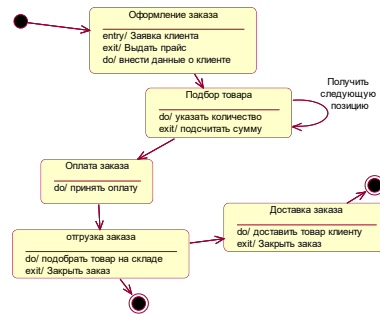 Оформление заказа
entry/ Заявка клиента
exit/ Выдать прайс
do/ внести данные о клиенте
Подбор товара
do/ указать количество
exit/ подсчитать сумму
Получить
следующую
позицию
Оплата заказа
do/ принять оплату
Доставка заказа
do/ доставить товар клиенту
exit/ Закрыть заказ
отгрузка заказа
do/ подобрать товар на складе
exit/ Закрыть заказ